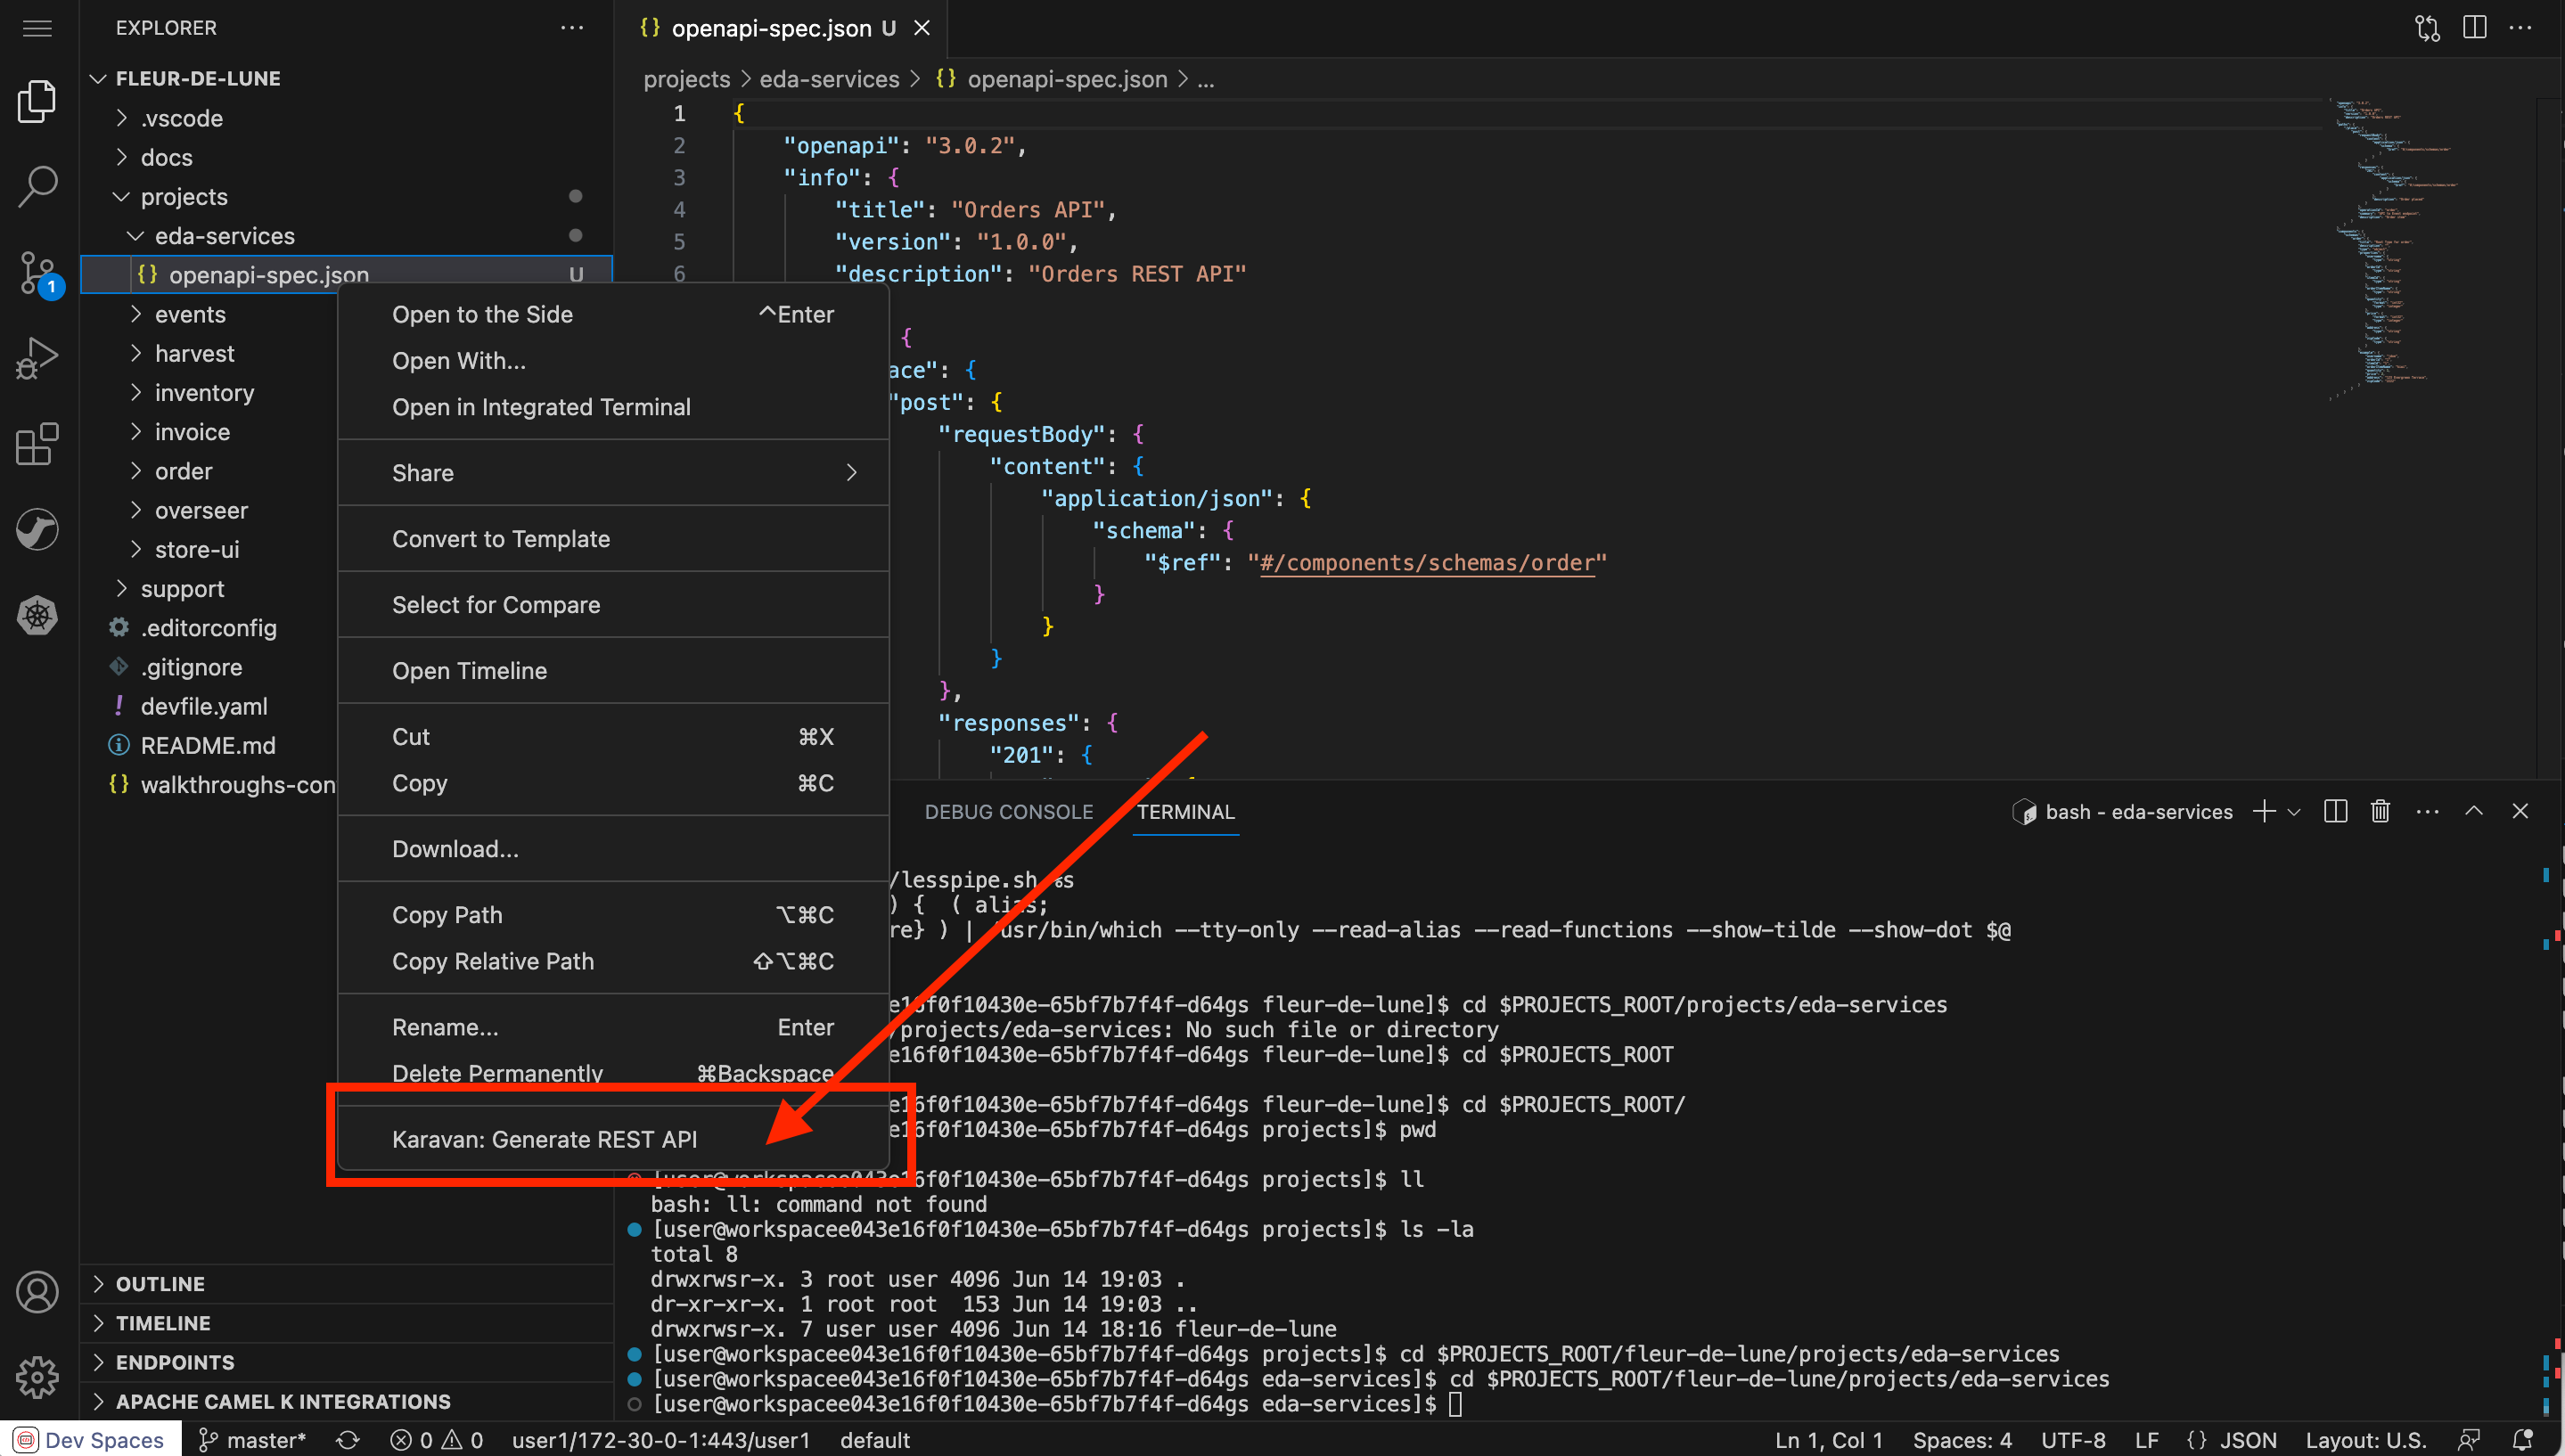 EXPLORER
FLEUR-DE-LUNE
.vscode
docs
projects
eda-services
openapi-spec.json U
events
harvest
inventory
invoice
order
overseer
store-ui
support
.editorconfig
.gitignore
devfile.yaml
README.md
walkthroughs-con
OUTLINE
TIMELINE
ENDPOINTS
APACHE CAMEL K INTEGRATIONS
1
Open to the Side ^Enter
Open With...
Open in Integrated Terminal
Share
Convert to Template
Select for Compare
Open Timeline
Cut ⌘X
Copy ⌘C
Download...
Copy Path ⌥⌘C
Copy Relative Path ⇧⌥⌘C
Rename... Enter
Delete Permanently ⌘Backspace
Karavan: Generate REST API
{} openapi-spec.json U
projects > eda-services > {} openapi-spec.json > ...
1 {
2 "openapi": "3.0.2",
3 "info": {
4 "title": "Orders API",
5 "version": "1.0.0",
6 "description": "Orders REST API"
{
ace": {
"post": {
"requestBody": {
"content": {
"application/json": {
"schema": {
"$ref": "#/components/schemas/order"
}
}
}
},
"responses": {
"201": {
DEBUG CONSOLE TERMINAL
bash - eda-services
/lesspipe.sh %s
) { ( alias;
re} ) | /usr/bin/which --tty-only --read-alias --read-functions --show-tilde --show-dot $@
e16f0f10430e-65bf7b7f4f-d64gs fleur-de-lune]$ cd $PROJECTS_ROOT/projects/eda-services
/projects/eda-services: No such file or directory
e16f0f10430e-65bf7b7f4f-d64gs fleur-de-lune]$ cd $PROJECTS_ROOT
e16f0f10430e-65bf7b7f4f-d64gs fleur-de-lune]$ cd $PROJECTS_ROOT/
e16f0f10430e-65bf7b7f4f-d64gs projects]$ pwd
[user@workspacee043e16f0f10430e-65bf7b7f4f-d64gs projects]$ ll
bash: ll: command not found
[user@workspacee043e16f0f10430e-65bf7b7f4f-d64gs projects]$ ls -la
total 8
drwxrwsr-x. 3 root user 4096 Jun 14 19:03 .
dr-xr-xr-x. 1 root root 153 Jun 14 19:03 ..
drwxrwsr-x. 7 user user 4096 Jun 14 18:16 fleur-de-lune
[user@workspacee043e16f0f10430e-65bf7b7f4f-d64gs projects]$ cd $PROJECTS_ROOT/fleur-de-lune/projects/eda-services
[user@workspacee043e16f0f10430e-65bf7b7f4f-d64gs eda-services]$ cd $PROJECTS_ROOT/fleur-de-lune/projects/eda-services
[user@workspacee043e16f0f10430e-65bf7b7f4f-d64gs eda-services]$
Dev Spaces master* 0 0 user1/172-30-0-1:443/user1 default Ln 1, Col 1 Spaces: 4 UTF-8 LF {} JSON Layout: U.S.